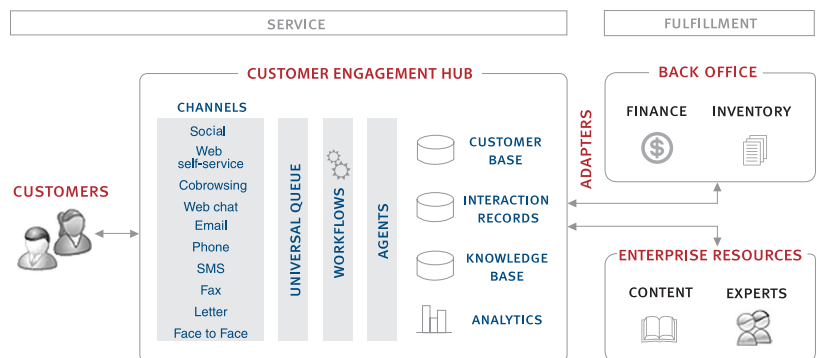 SERVICE
FULFILLMENT
CUSTOMER ENGAGEMENT HUB
BACK OFFICE
CHANNELS
Social
Web
self-service
Cobrowsing
Web chat
Email
Phone
SMS
Fax
Letter
Face to Face
UNIVERSAL QUEUE
WORKFLOWS
AGENTS
CUSTOMER
BASE
INTERACTION
RECORDS
KNOWLEDGE
BASE
ANALYTICS
ADAPTERS
FINANCE
INVENTORY
$
CUSTOMERS
ENTERPRISE RESOURCES
CONTENT
EXPERTS